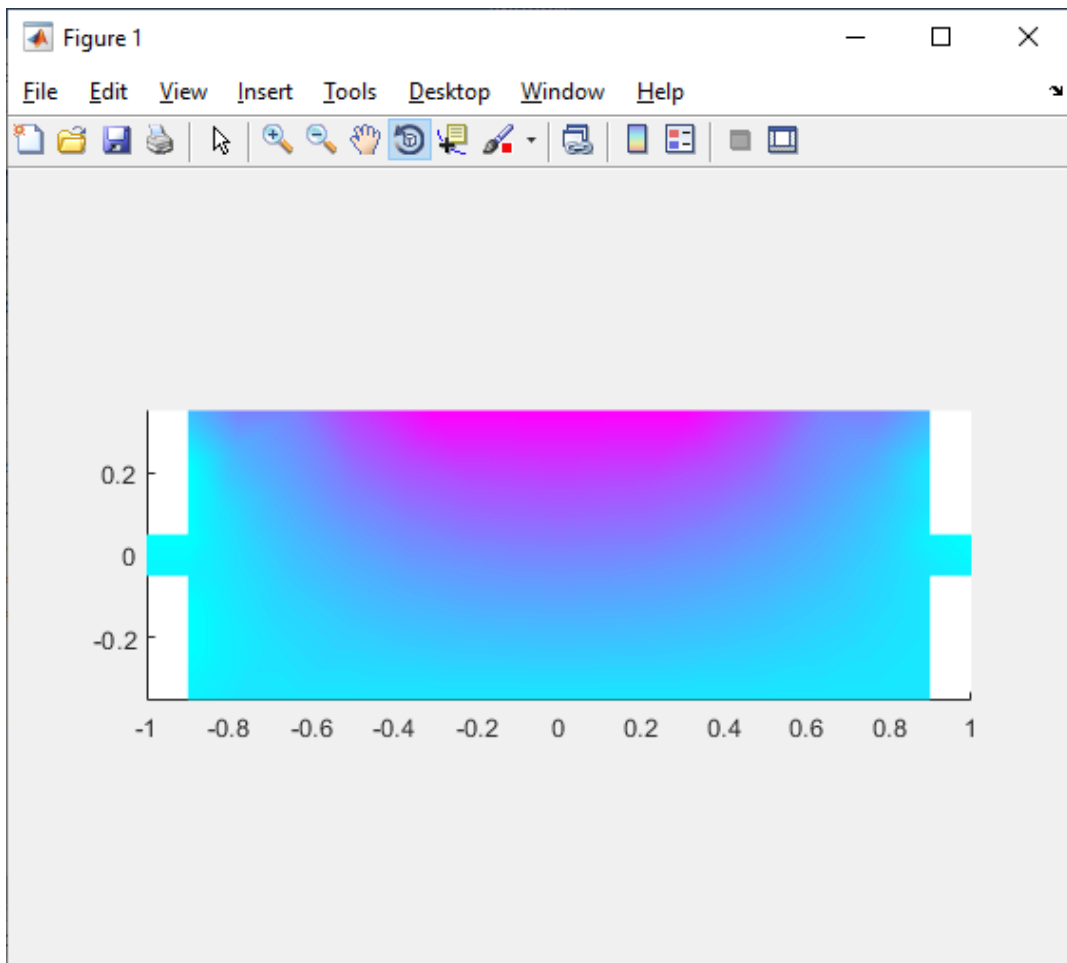 Figure 1
File Edit View Insert Tools Desktop Window Help
0.2
0
-0.2
-1 -0.8 -0.6 -0.4 -0.2 0 0.2 0.4 0.6 0.8 1